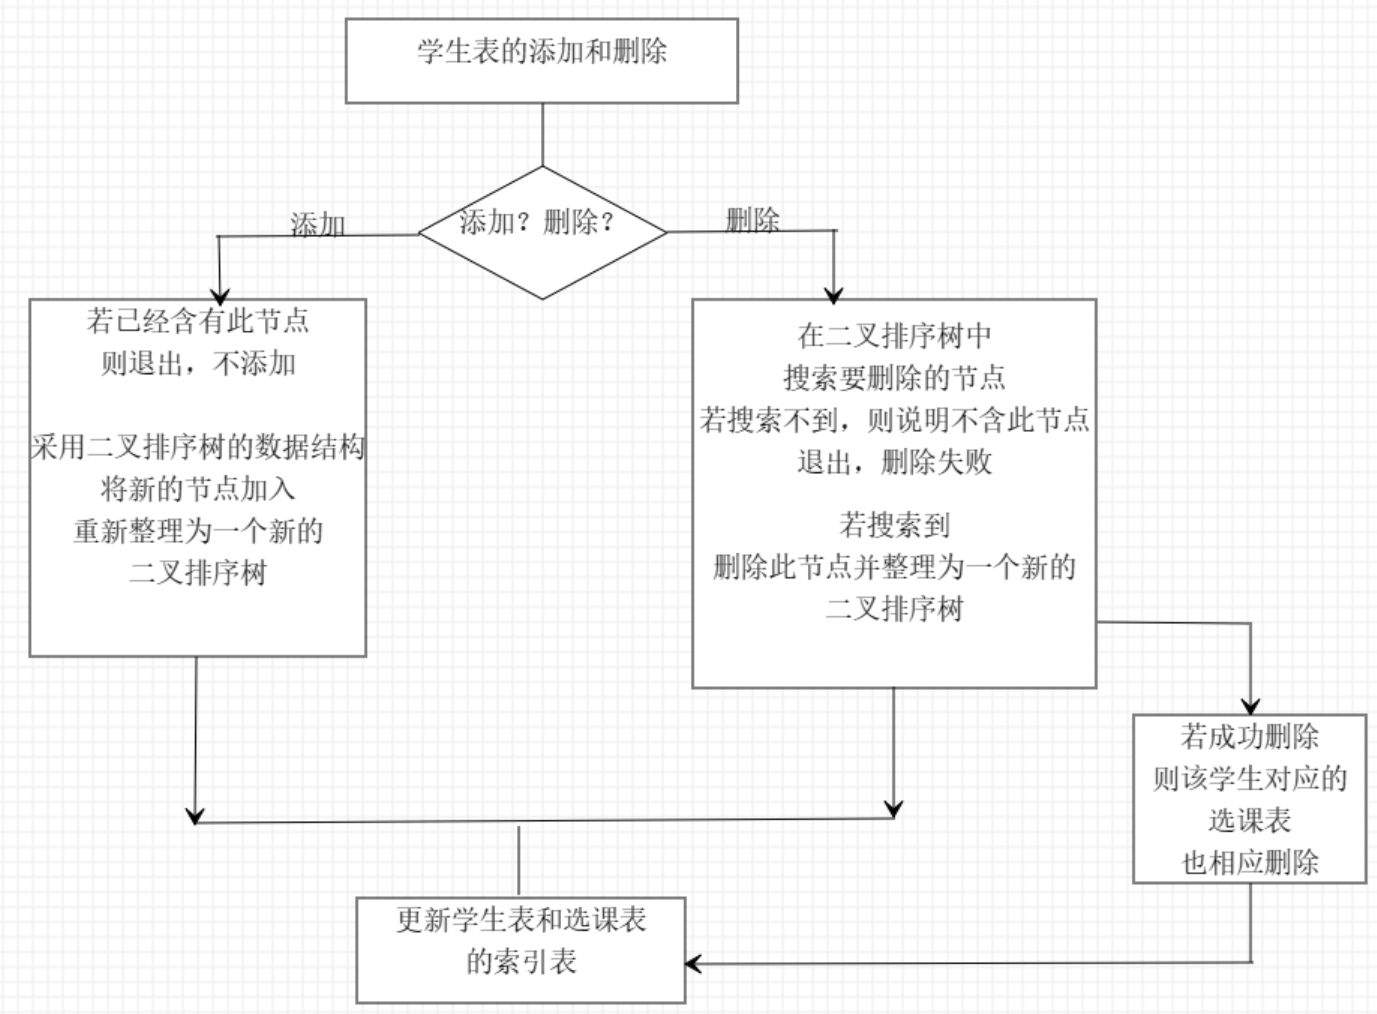 学生表的添加和删除
添加？删除？
添加
删除
若已经含有此节点
则退出，不添加
采用二叉排序树的数据结构
将新的节点加入
重新整理为一个新的
二叉排序树
在二叉排序树中
搜索要删除的节点
若搜索不到，则说明不含此节点
退出，删除失败
若搜索到
删除此节点并整理为一个新的
二叉排序树
若成功删除
则该学生对应的
选课表
也相应删除
更新学生表和选课表
的索引表